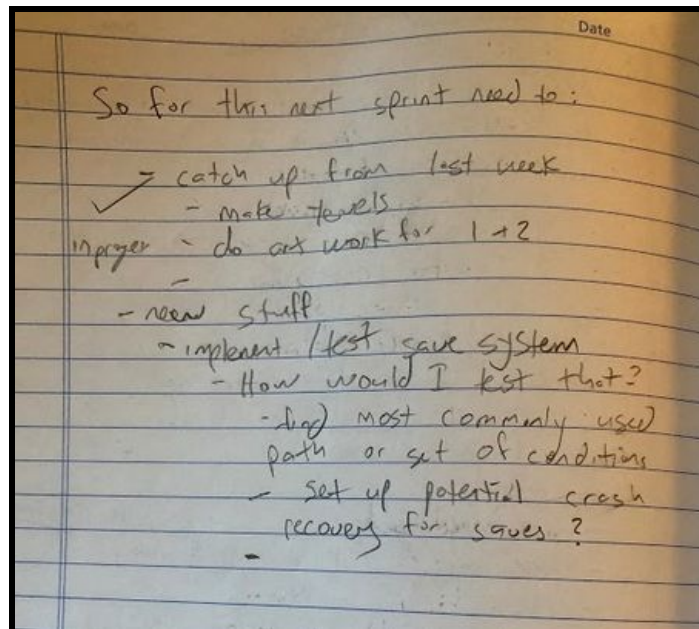 Date
So for this next sprint need to:
- catch up from last week
- make levels
in proger - do art work for 1 + 2
-
- new stuff
- implement / test save system
- How would I test that?
- find most commonly used
path or set of conditions
- set up potential crash
recovery for saves ?
-